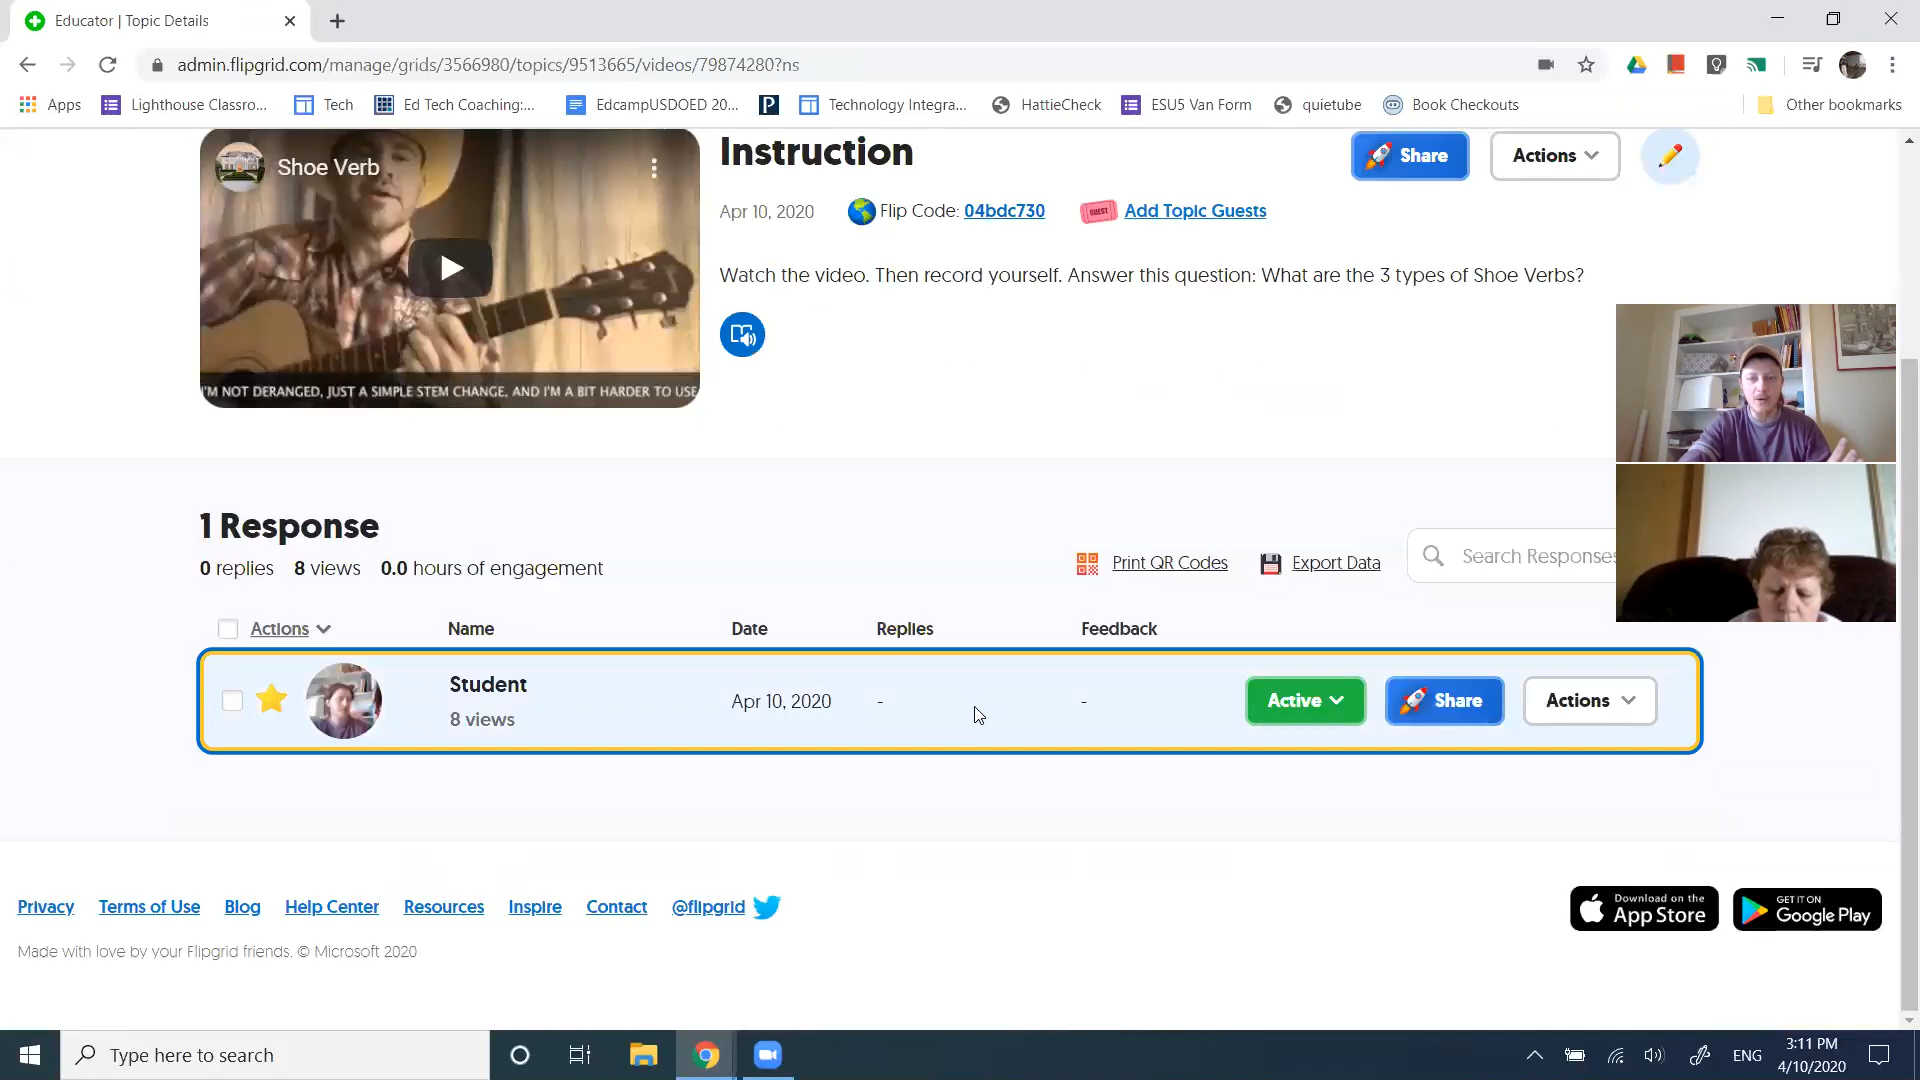 Educator | Topic Details
admin.flipgrid.com/manage/grids/3566980/topics/9513665/videos/79874280?ns
Apps Lighthouse Classro... Tech Ed Tech Coaching:... EdcampUSDOED 20... Technology Integra... HattieCheck ESU5 Van Form quietube Book Checkouts Other bookmarks
Shoe Verb
I'M NOT DERANGED, JUST A SIMPLE STEM CHANGE, AND I'M A BIT HARDER TO USE
Instruction
Share
Actions
Apr 10, 2020 Flip Code: 04bdc730 GUEST Add Topic Guests
Watch the video. Then record yourself. Answer this question: What are the 3 types of Shoe Verbs?
1 Response
0 replies 8 views 0.0 hours of engagement
Print QR Codes Export Data Search Responses
Actions Name Date Replies Feedback
Student
8 views
Apr 10, 2020 - - Active Share Actions
Privacy Terms of Use Blog Help Center Resources Inspire Contact @flipgrid
Download on the App Store
GET IT ON Google Play
Made with love by your Flipgrid friends. © Microsoft 2020
Type here to search
ENG
3:11 PM
4/10/2020